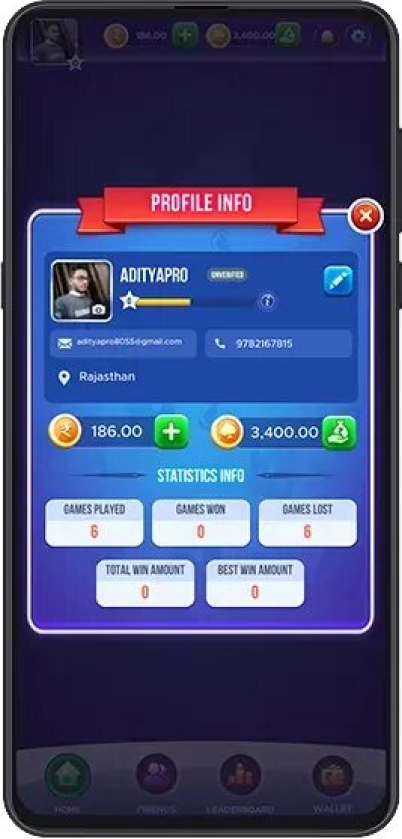 186.00 3,400.00
PROFILE INFO
ADITYAPRO UNVERIFIED
adityapro8055@gmail.com 9782167815
Rajasthan
186.00 3,400.00
STATISTICS INFO
GAMES PLAYED GAMES WON GAMES LOST
6 0 6
TOTAL WIN AMOUNT BEST WIN AMOUNT
0 0
HOME FRIENDS LEADERBOARD WALLET